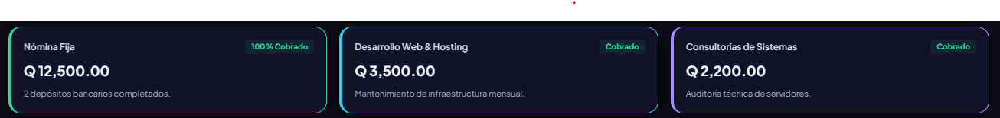 Nómina Fija
100% Cobrado
Q 12,500.00
2 depósitos bancarios completados.
Desarrollo Web & Hosting
Cobrado
Q 3,500.00
Mantenimiento de infraestructura mensual.
Consultorías de Sistemas
Cobrado
Q 2,200.00
Auditoría técnica de servidores.